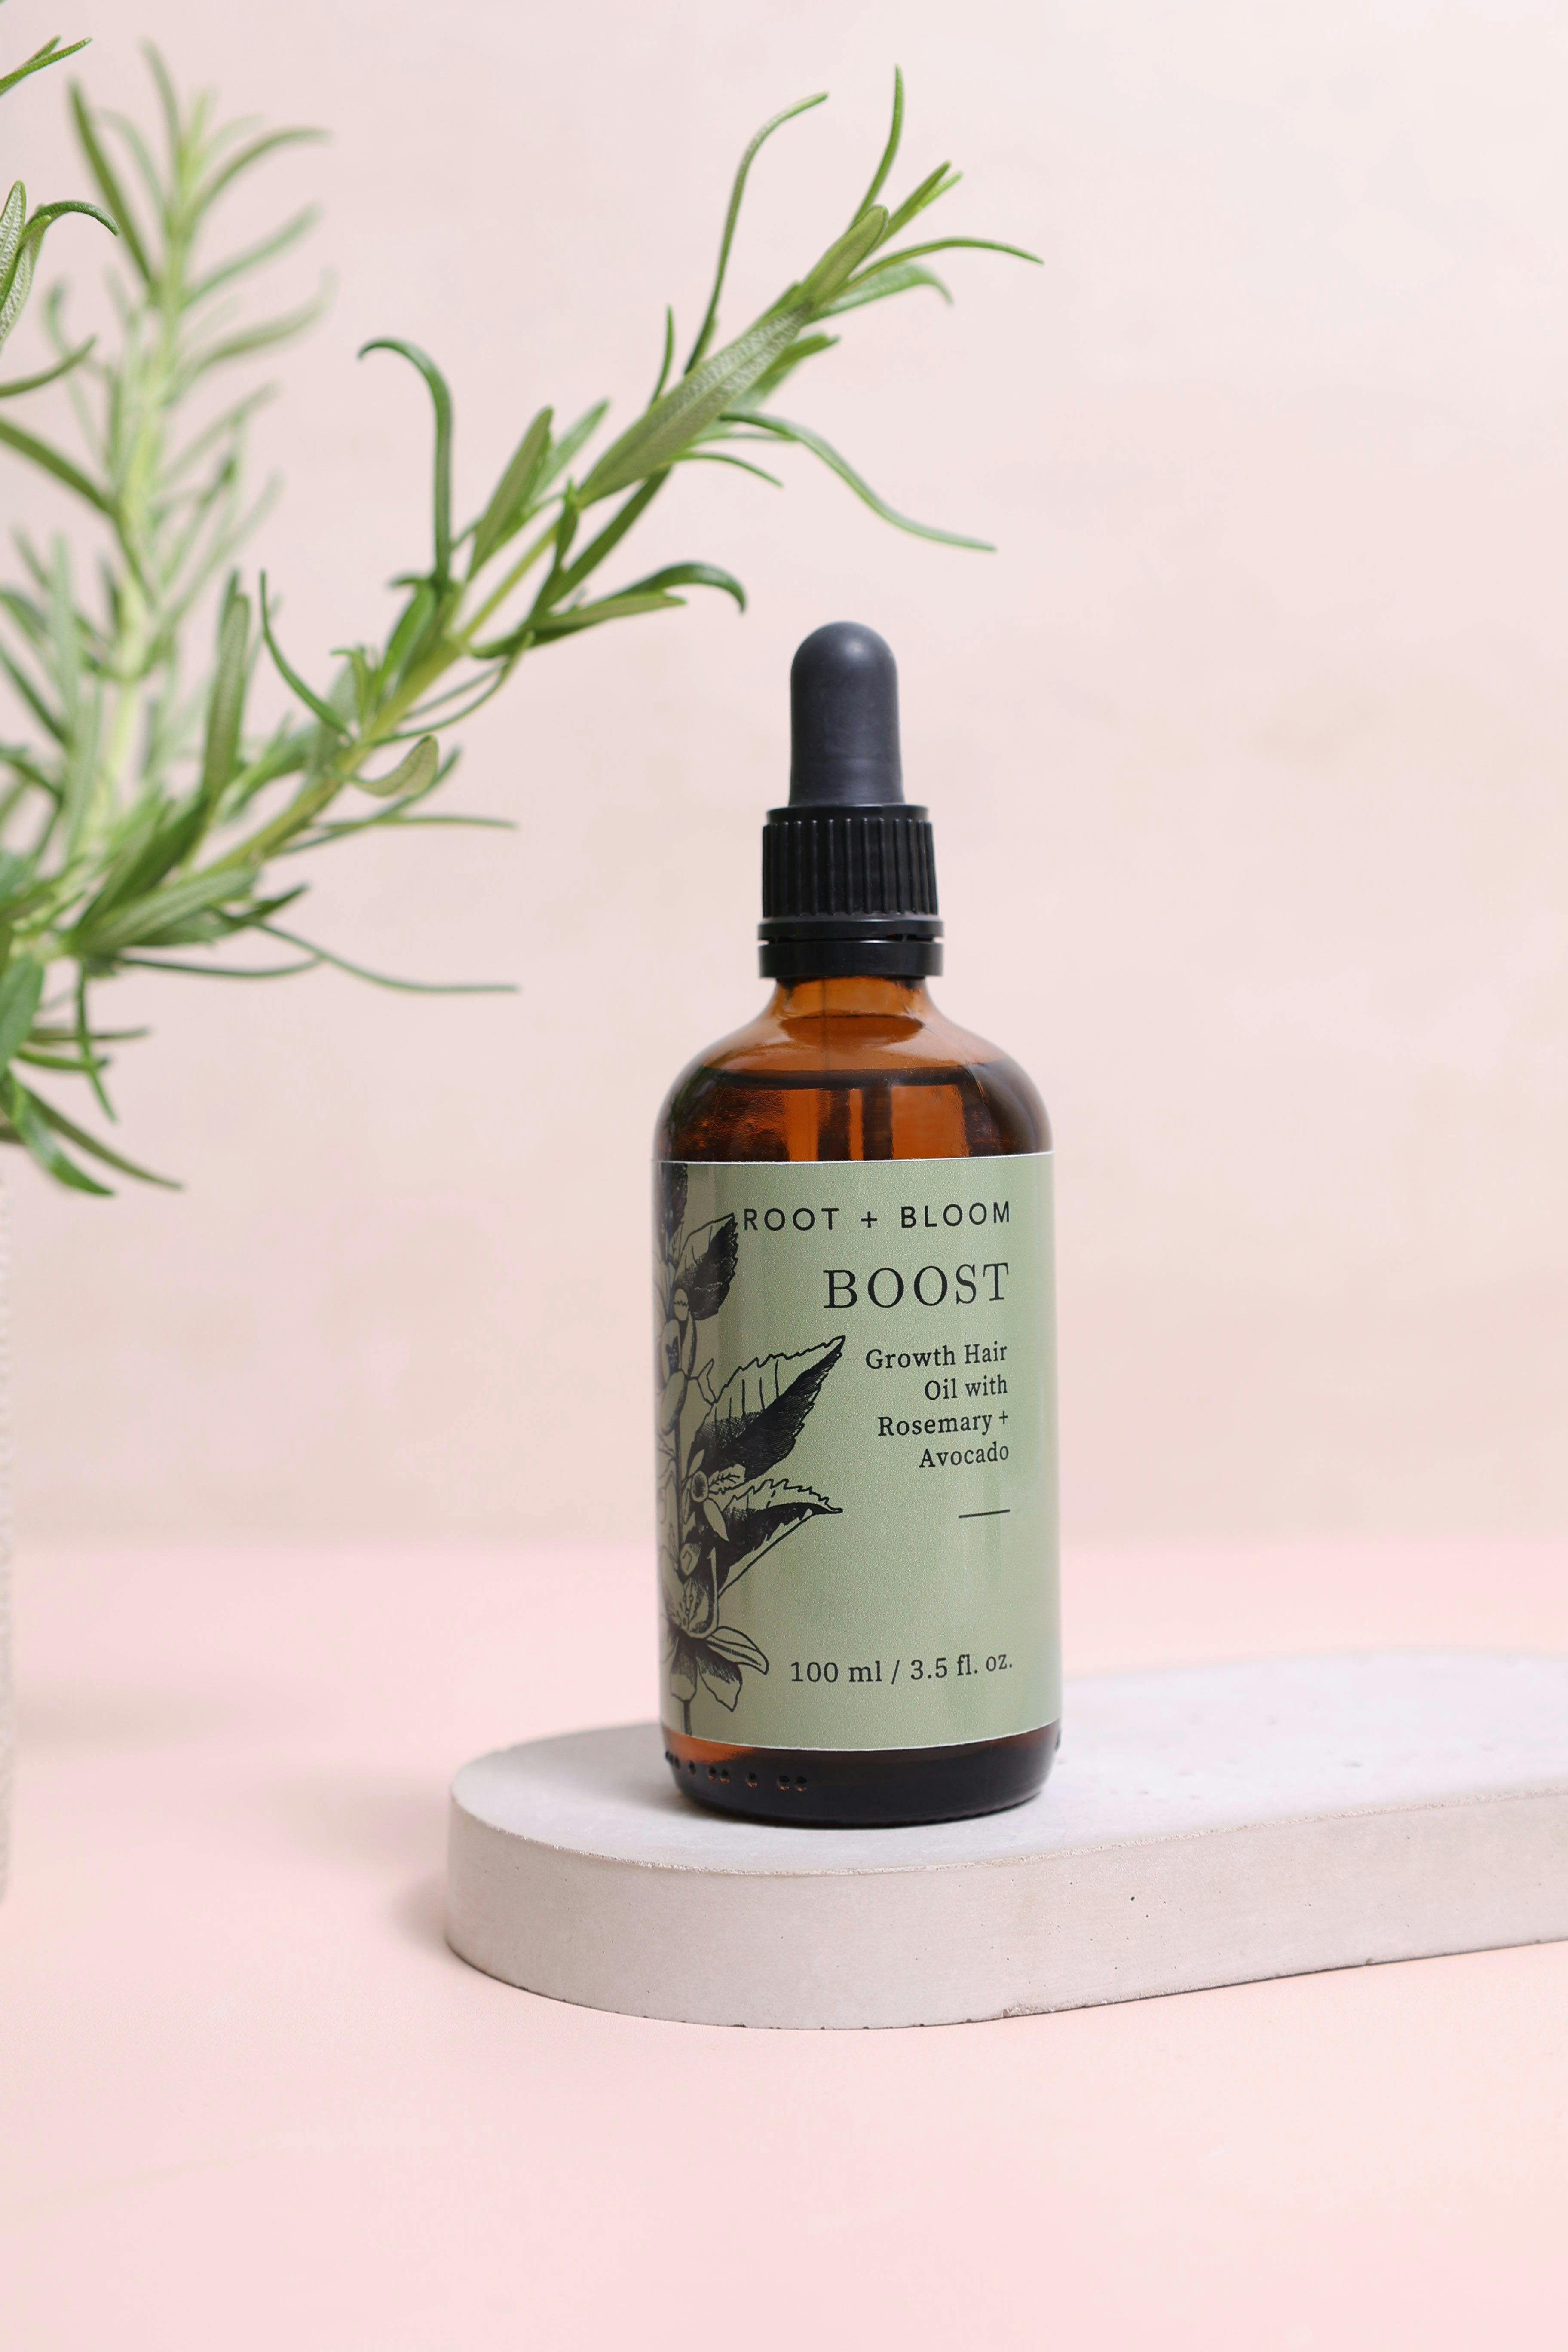 ROOT + BLOOM
BOOST
Growth Hair
Oil with
Rosemary +
Avocado
100 ml / 3.5 fl. oz.